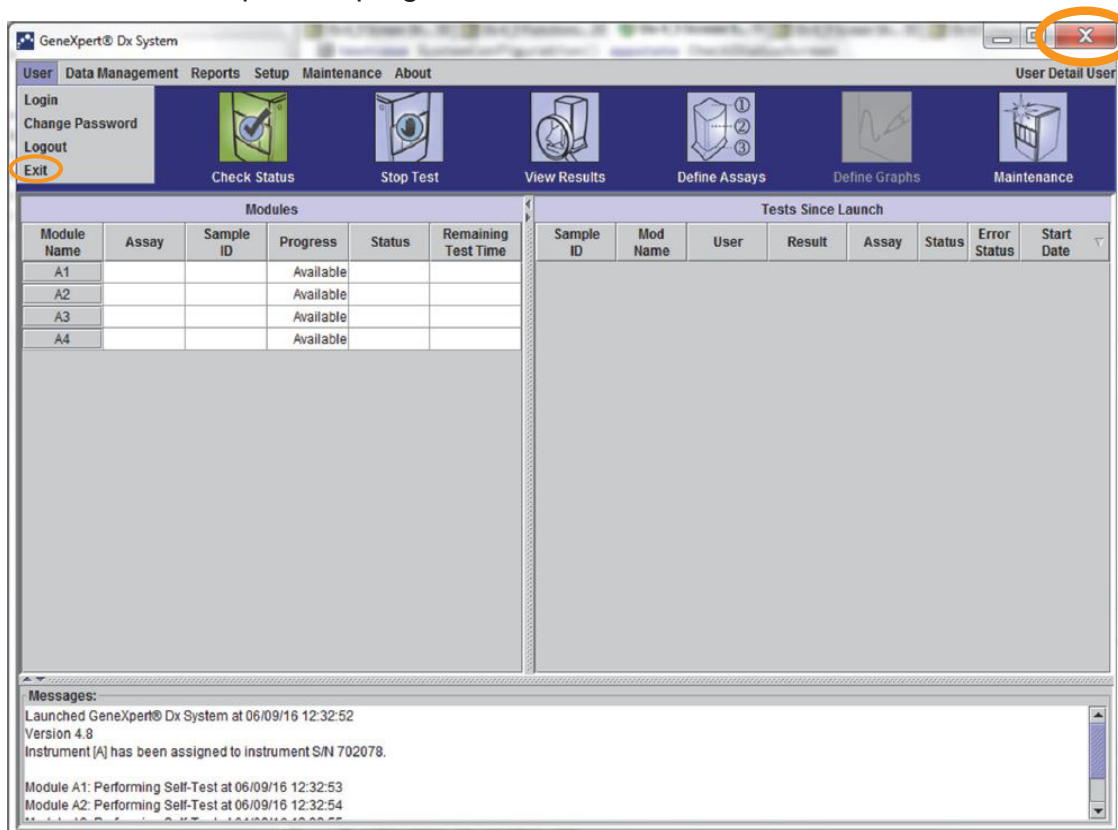 GeneXpert® Dx System
User Data Management Reports Setup Maintenance About User Detail User
Login
Change Password
Logout
Exit
Check Status Stop Test View Results Define Assays Define Graphs Maintenance
Modules
Module Name Assay Sample ID Progress Status Remaining Test Time
A1 Available
A2 Available
A3 Available
A4 Available
Tests Since Launch
Sample ID Mod Name User Result Assay Status Error Status Start Date
Messages:
Launched GeneXpert® Dx System at 06/09/16 12:32:52
Version 4.8
Instrument [A] has been assigned to instrument S/N 702078.
Module A1: Performing Self-Test at 06/09/16 12:32:53
Module A2: Performing Self-Test at 06/09/16 12:32:54